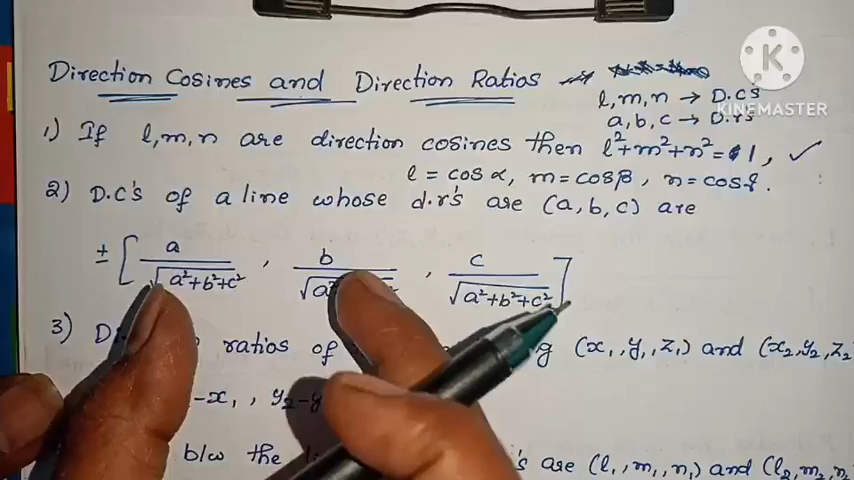 Direction Cosines and Direction Ratios
l, m, n → D.C's
a, b, c → D.r's
KINEMASTER
1) If l, m, n are direction cosines then l²+m²+n² = 1, ✓
l = cos α, m = cos β, n = cos γ.
2) D.C's of a line whose d.r's are (a, b, c) are
± [ a/√(a²+b²+c²) , b/ , c/√(a²+b²+c²) ]
3) ratios of (x₁, y₁, z₁) and (x₂, y₂, z₂
-x₁ , y₂-y
b/w the are (l₁, m₁, n₁) and (l₂, m₂, n₂